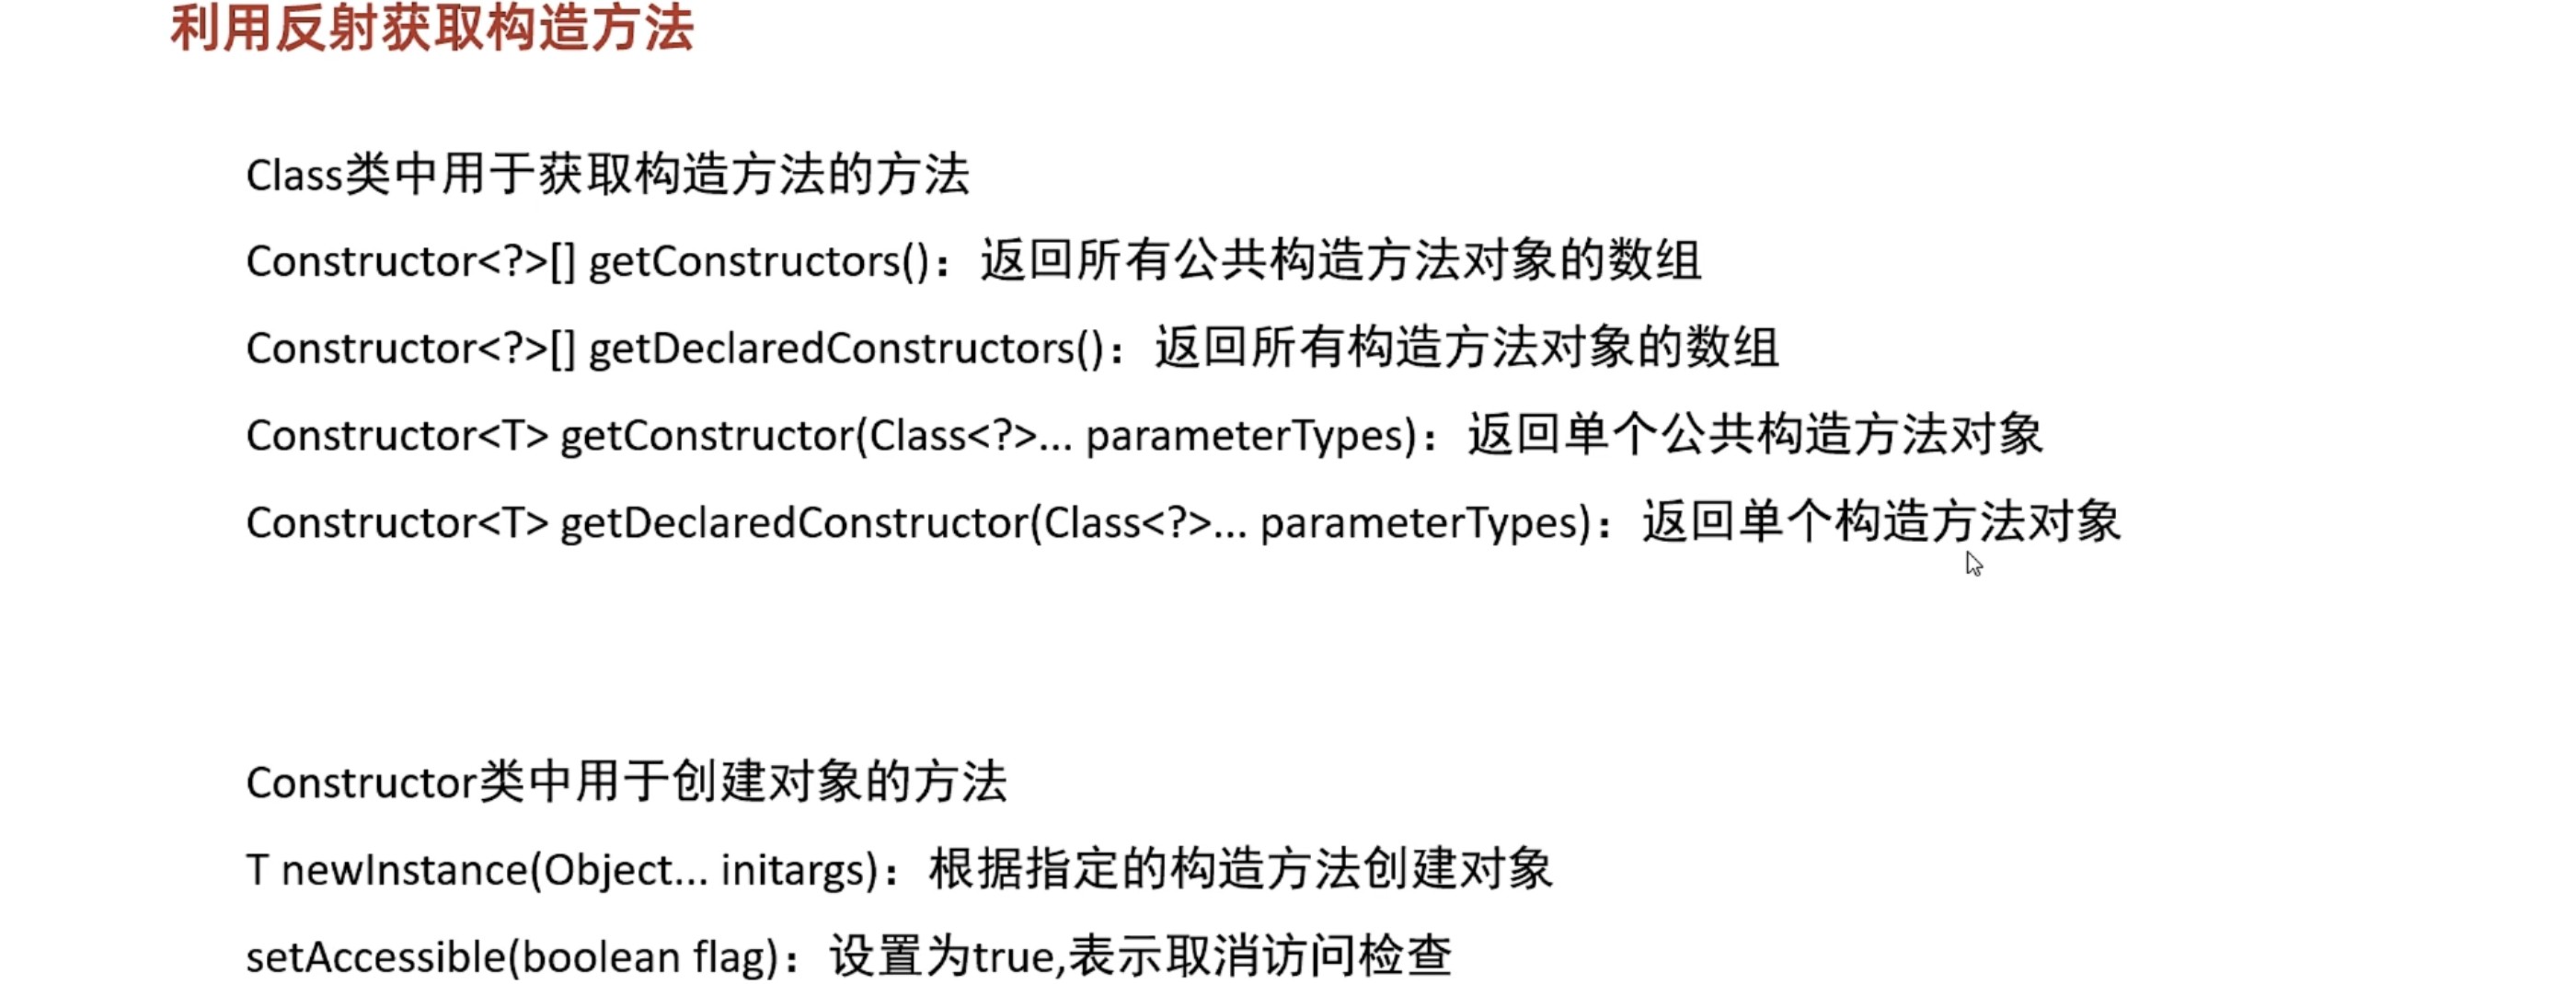 利用反射获取构造方法
Class类中用于获取构造方法的方法
Constructor<?>[] getConstructors()：返回所有公共构造方法对象的数组
Constructor<?>[] getDeclaredConstructors()：返回所有构造方法对象的数组
Constructor<T> getConstructor(Class<?>... parameterTypes)：返回单个公共构造方法对象
Constructor<T> getDeclaredConstructor(Class<?>... parameterTypes)：返回单个构造方法对象
Constructor类中用于创建对象的方法
T newInstance(Object... initargs)：根据指定的构造方法创建对象
setAccessible(boolean flag)：设置为true,表示取消访问检查